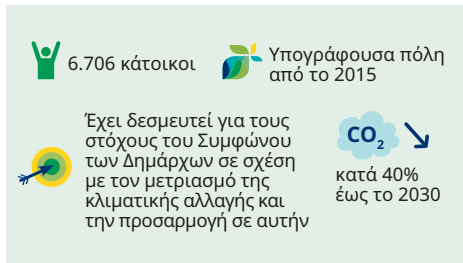 6.706 κάτοικοι
Υπογράφουσα πόλη
από το 2015
Έχει δεσμευτεί για τους
στόχους του Συμφώνου
των Δημάρχων σε σχέση
με τον μετριασμό της
κλιματικής αλλαγής και
την προσαρμογή σε αυτήν
CO₂
κατά 40%
έως το 2030